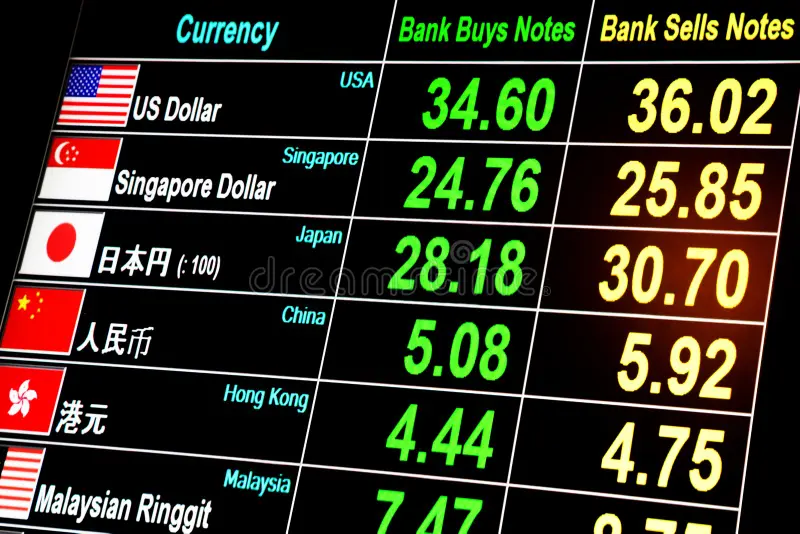 Currency Bank Buys Notes Bank Sells Notes
USA
US Dollar 34.60 36.02
Singapore
Singapore Dollar 24.76 25.85
Japan
日本円 (: 100) 28.18 30.70
China
人民币 5.08 5.92
Hong Kong
港元 4.44 4.75
Malaysia
Malaysian Ringgit 7.47 8.75
dreamstime